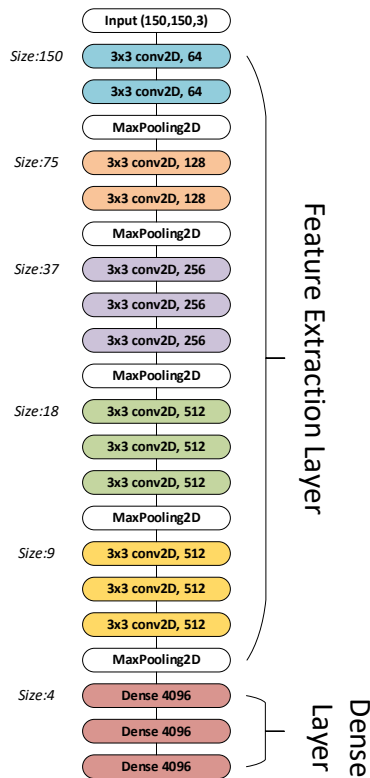 Input (150,150,3)
Size:150
3x3 conv2D, 64
3x3 conv2D, 64
MaxPooling2D
Size:75
3x3 conv2D, 128
3x3 conv2D, 128
MaxPooling2D
Size:37
3x3 conv2D, 256
3x3 conv2D, 256
3x3 conv2D, 256
MaxPooling2D
Size:18
3x3 conv2D, 512
3x3 conv2D, 512
3x3 conv2D, 512
MaxPooling2D
Size:9
3x3 conv2D, 512
3x3 conv2D, 512
3x3 conv2D, 512
MaxPooling2D
Size:4
Dense 4096
Dense 4096
Dense 4096
Feature Extraction Layer
Dense
Layer